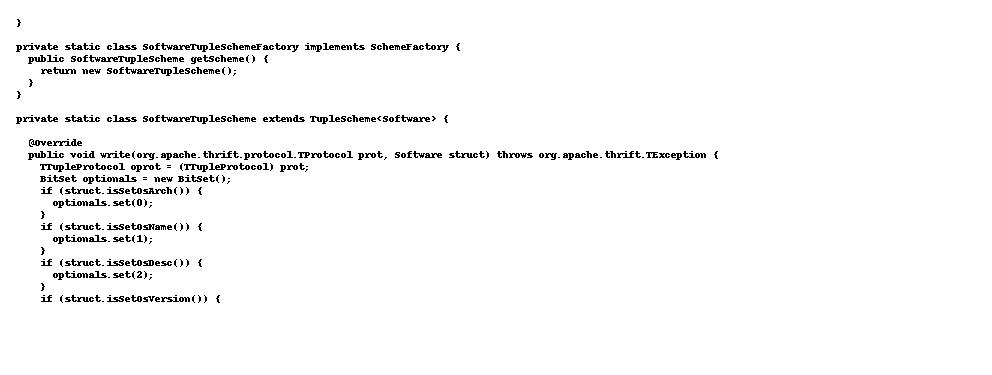 }
private static class SoftwareTupleSchemeFactory implements SchemeFactory {
public SoftwareTupleScheme getScheme() {
return new SoftwareTupleScheme();
}
}
private static class SoftwareTupleScheme extends TupleScheme<Software> {
@Override
public void write(org.apache.thrift.protocol.TProtocol prot, Software struct) throws org.apache.thrift.TException {
TTupleProtocol oprot = (TTupleProtocol) prot;
BitSet optionals = new BitSet();
if (struct.isSetOsArch()) {
optionals.set(0);
}
if (struct.isSetOsName()) {
optionals.set(1);
}
if (struct.isSetOsDesc()) {
optionals.set(2);
}
if (struct.isSetOsVersion()) {